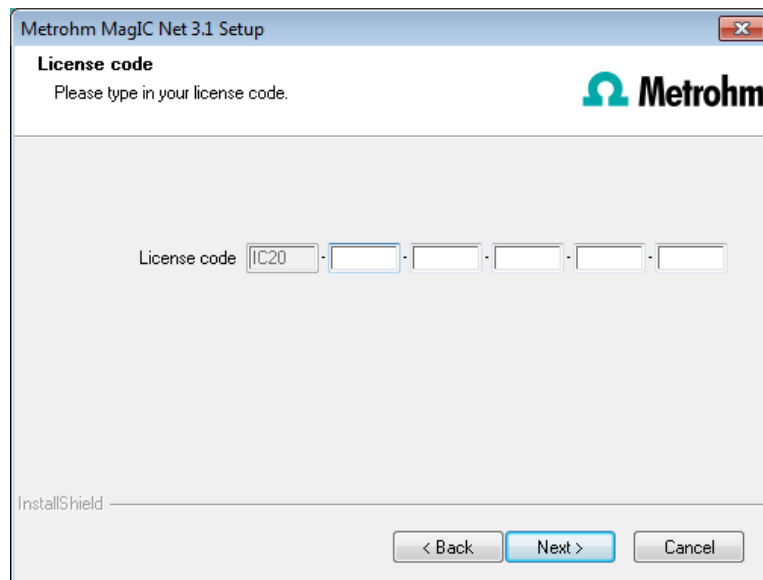 Metrohm MagIC Net 3.1 Setup
License code
Please type in your license code.
Metrohm
License code IC20 - - - - -
InstallShield
< Back Next > Cancel